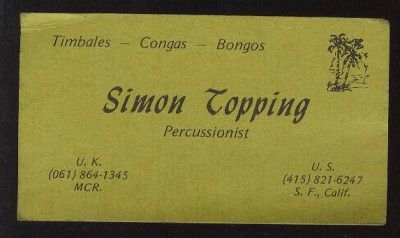 Timbales – Congas – Bongos
Simon Topping
Percussionist
U. K.
(061) 864-1345
MCR.
U. S.
(415) 821-6247
S. F., Calif.